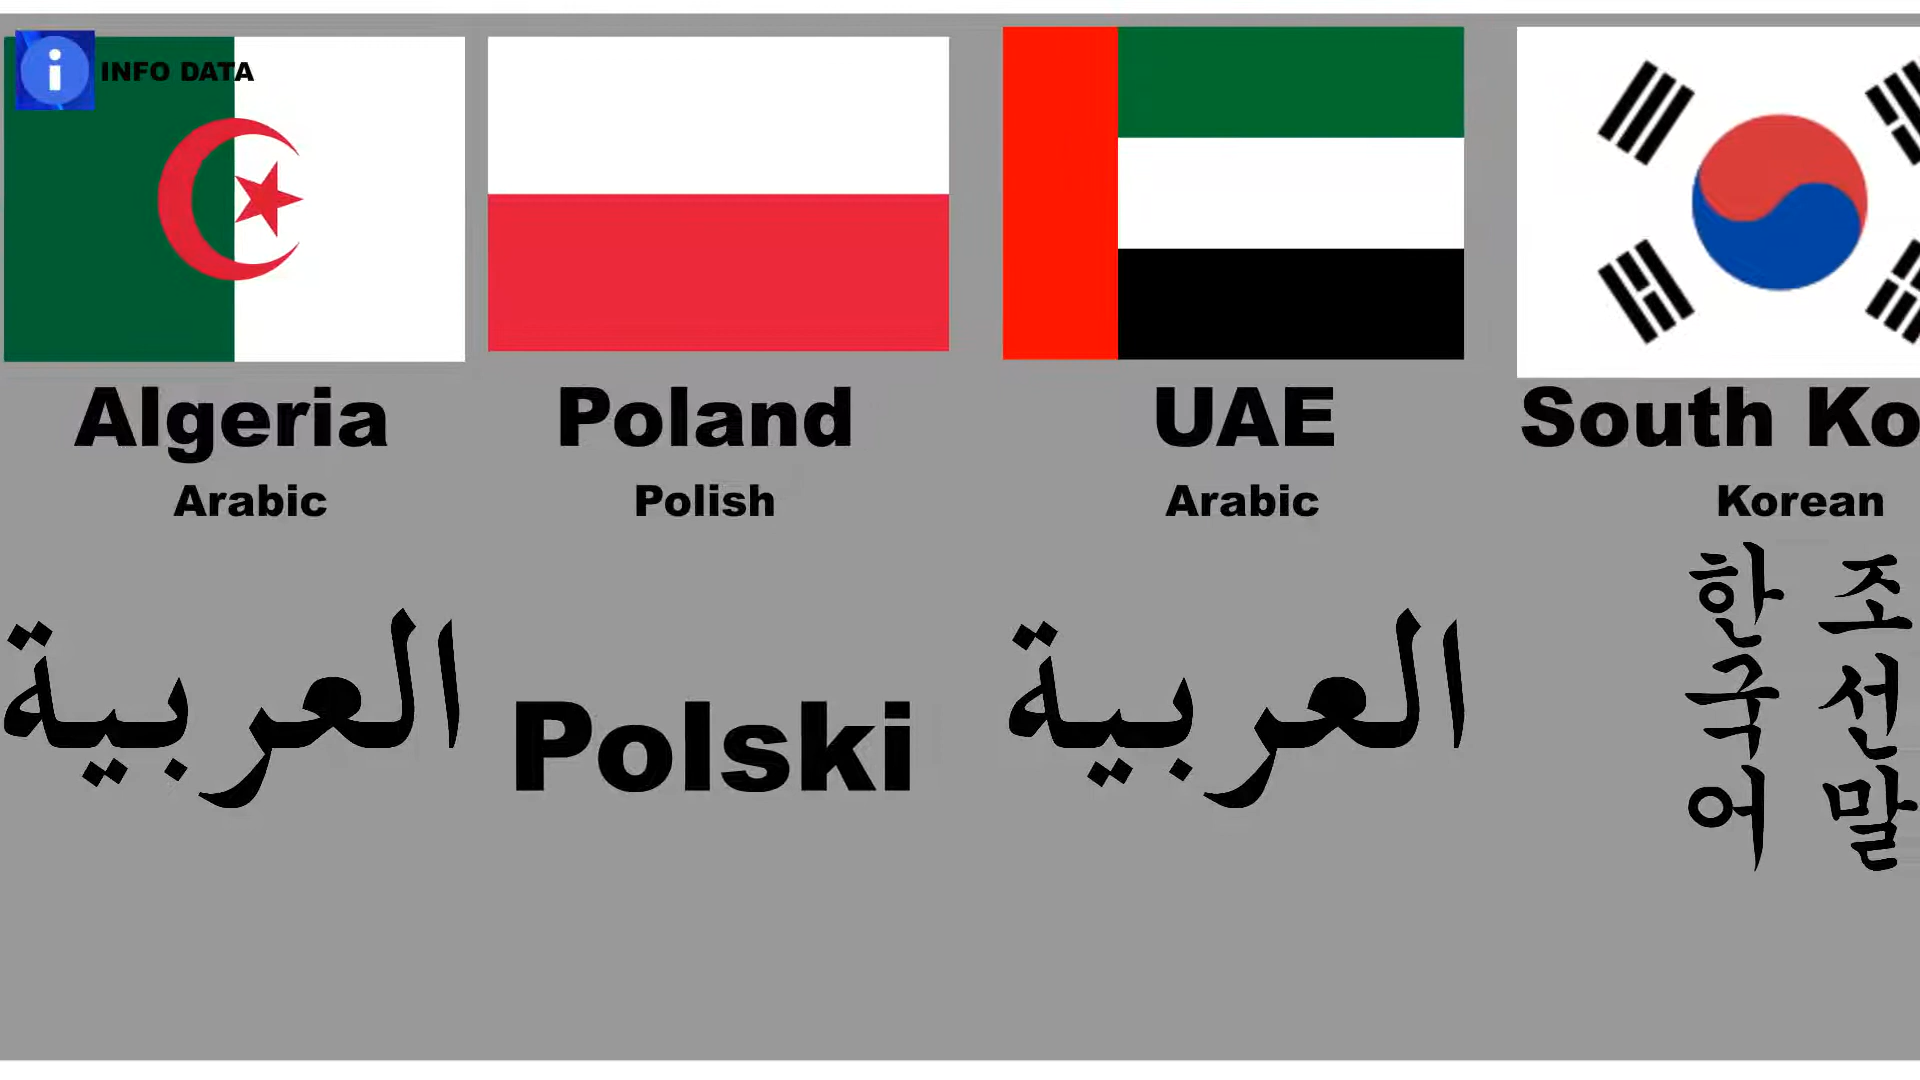 INFO DATA
Algeria
Arabic
العربية
Poland
Polish
Polski
UAE
Arabic
العربية
South Ko
Korean
한국어
조선말